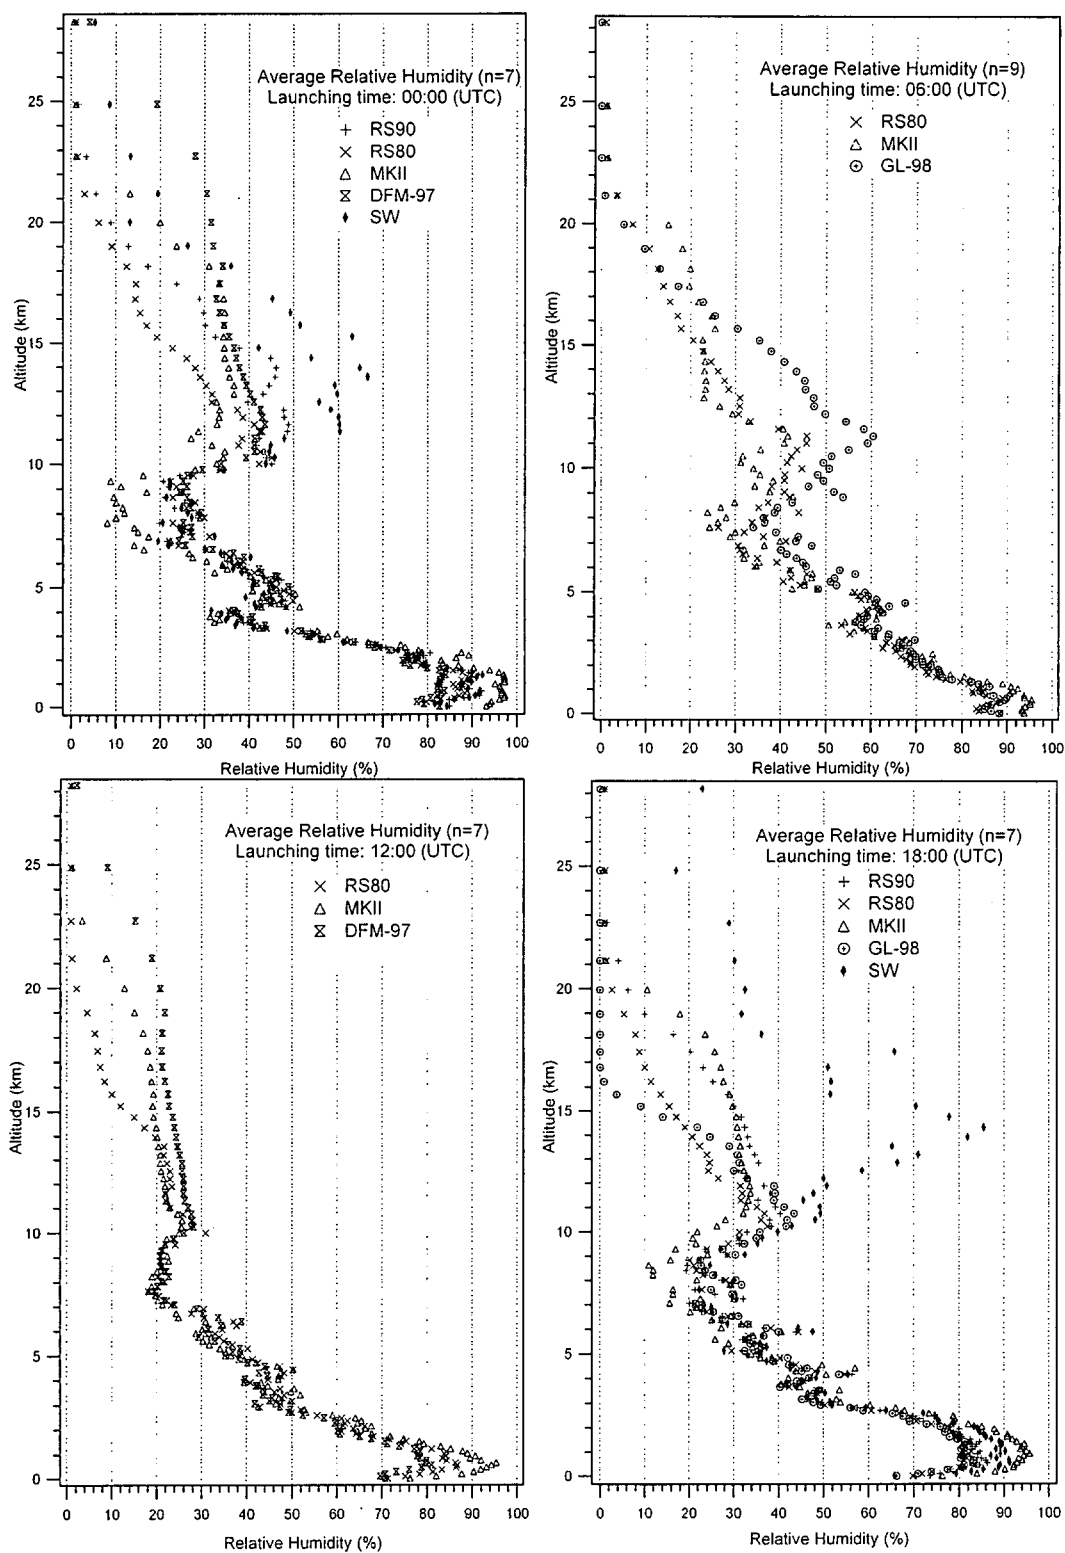 Average Relative Humidity (n=7)
Launching time: 00:00 (UTC)
RS90
RS80
MKII
DFM-97
SW
Altitude (km)
25
20
15
10
5
0
0 10 20 30 40 50 60 70 80 90 100
Relative Humidity (%)
Average Relative Humidity (n=9)
Launching time: 06:00 (UTC)
RS80
MKII
GL-98
Altitude (km)
25
20
15
10
5
0
0 10 20 30 40 50 60 70 80 90 100
Relative Humidity (%)
Average Relative Humidity (n=7)
Launching time: 12:00 (UTC)
RS80
MKII
DFM-97
Altitude (km)
25
20
15
10
5
0
0 10 20 30 40 50 60 70 80 90 100
Relative Humidity (%)
Average Relative Humidity (n=7)
Launching time: 18:00 (UTC)
RS90
RS80
MKII
GL-98
SW
Altitude (km)
25
20
15
10
5
0
0 10 20 30 40 50 60 70 80 90 100
Relative Humidity (%)